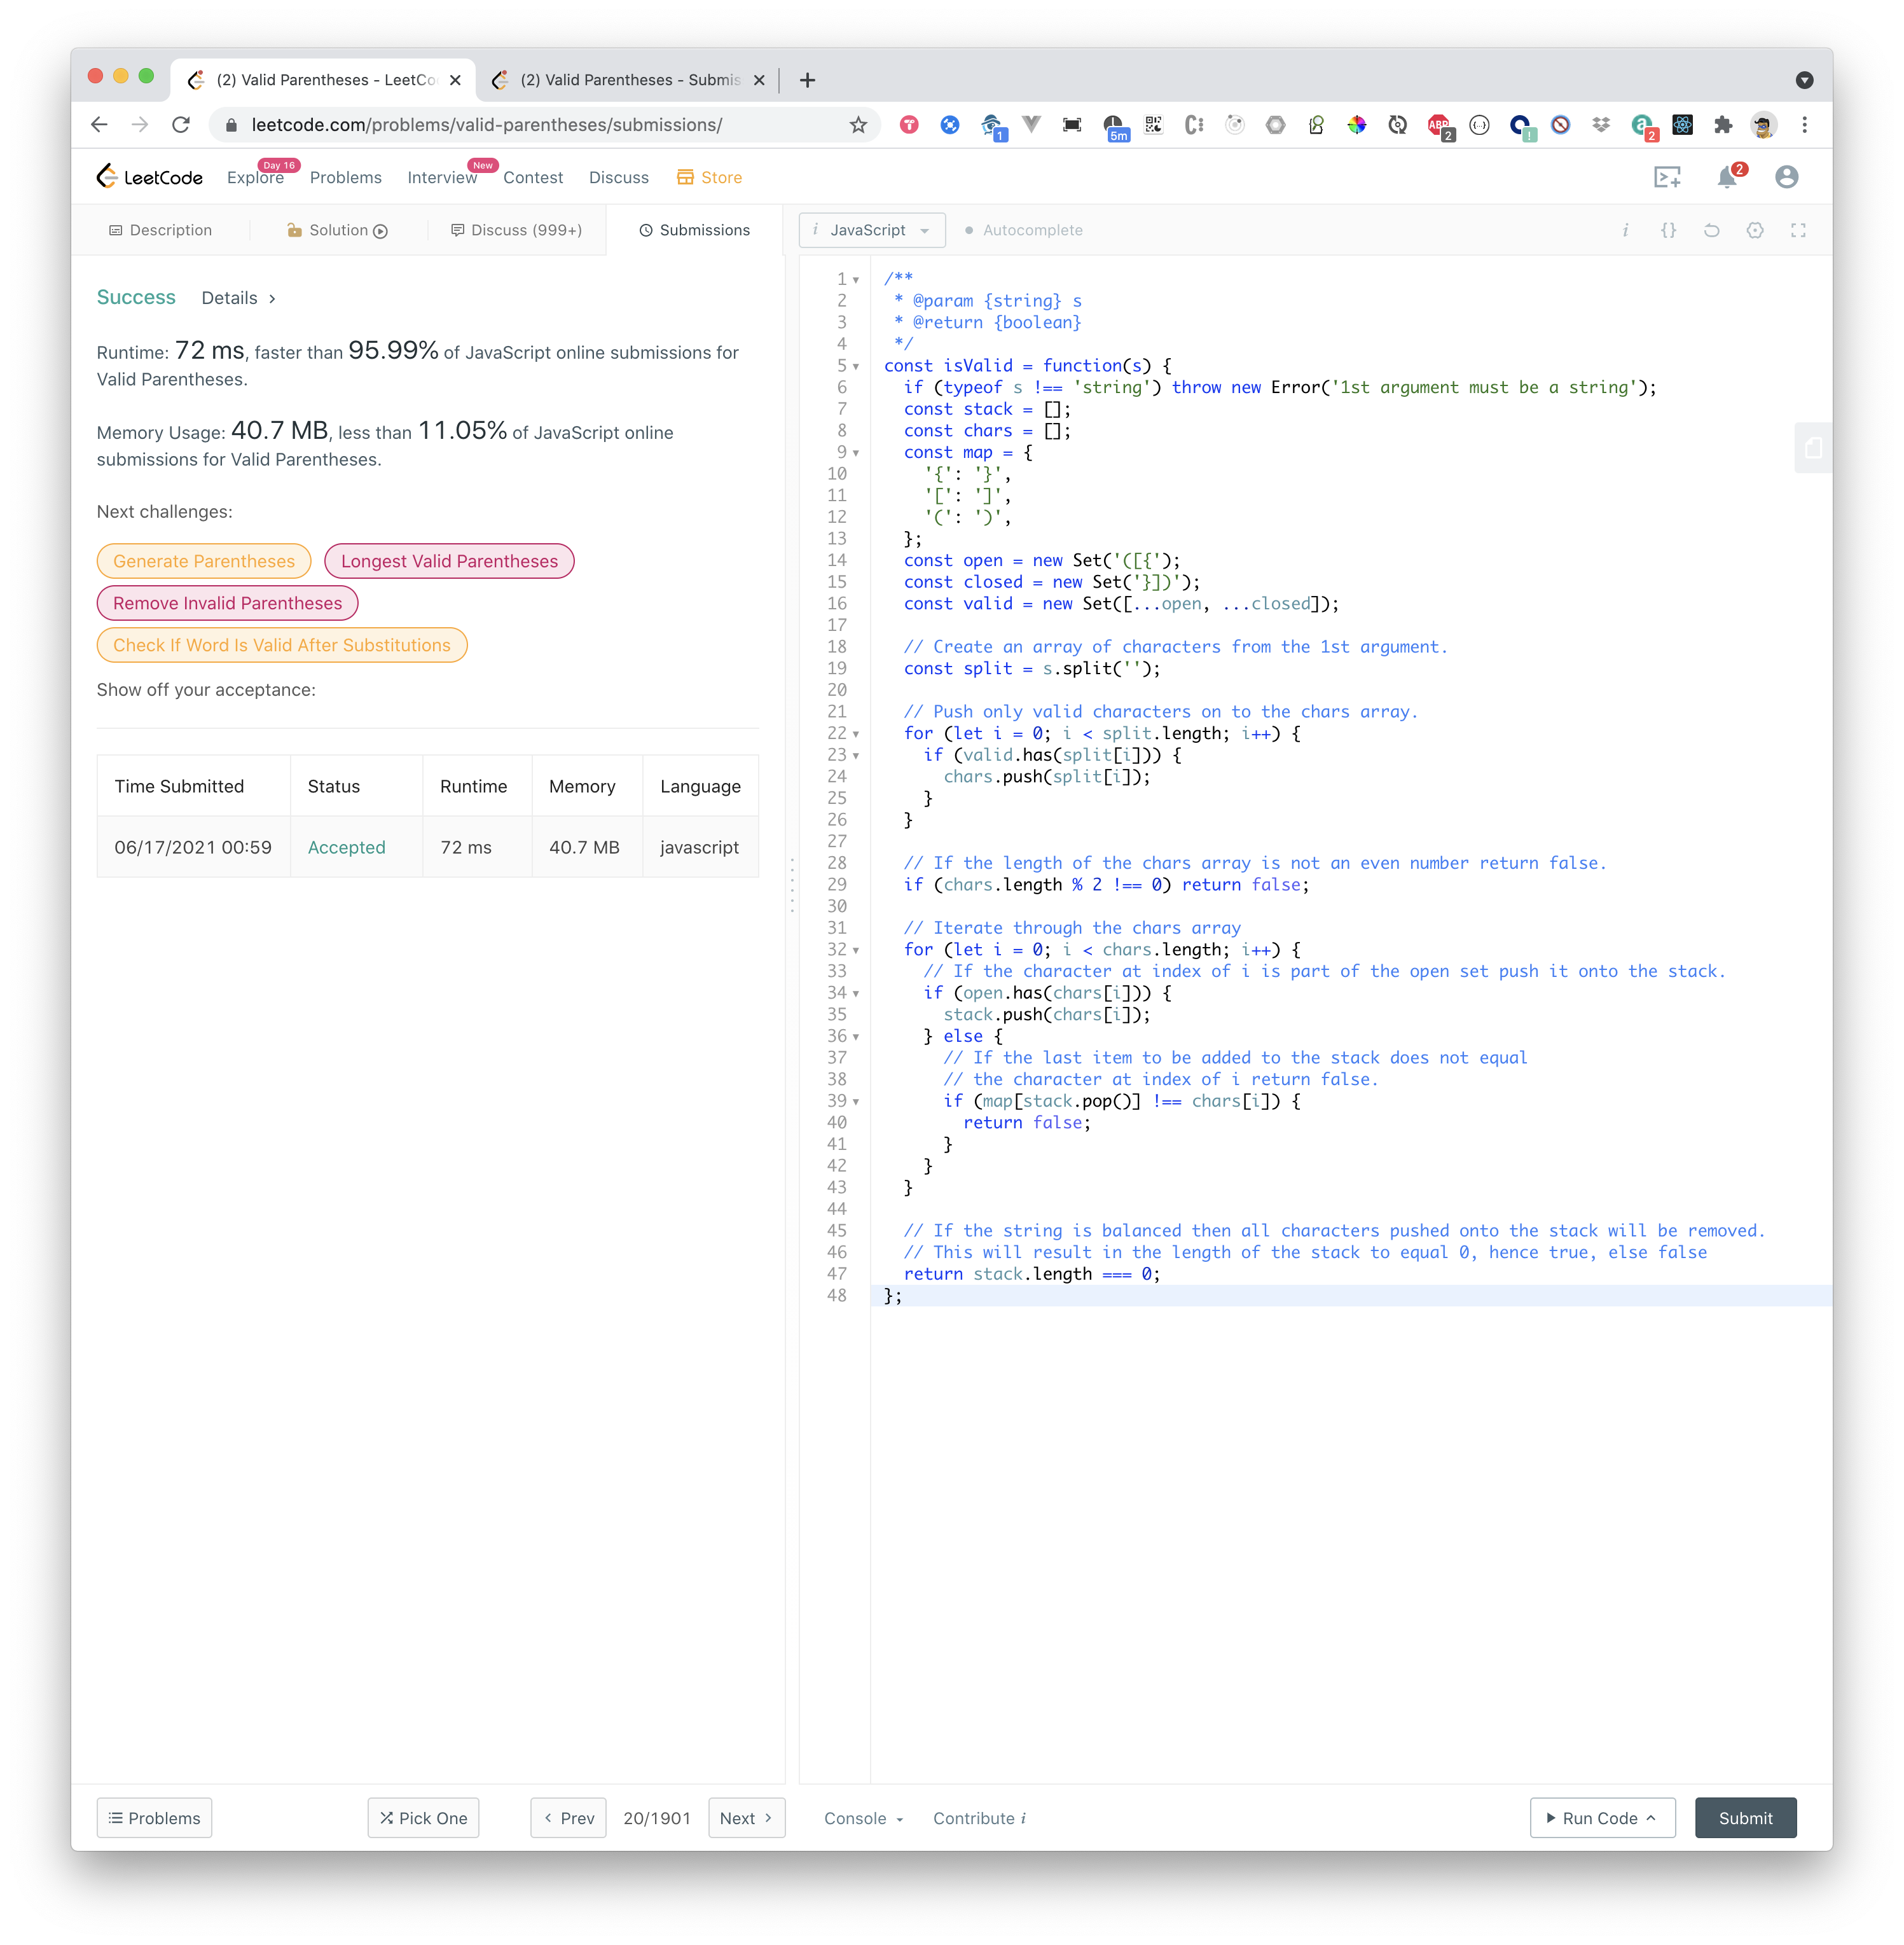 (2) Valid Parentheses - LeetCo
(2) Valid Parentheses - Submis
leetcode.com/problems/valid-parentheses/submissions/
1
5m
ABP
2
!
2
LeetCode
Explore
Day 16
Problems
Interview
New
Contest
Discuss
Store
2
Description
Solution
Discuss (999+)
Submissions
i JavaScript
Autocomplete
i {}
Success Details >
Runtime: 72 ms, faster than 95.99% of JavaScript online submissions for
Valid Parentheses.
Memory Usage: 40.7 MB, less than 11.05% of JavaScript online
submissions for Valid Parentheses.
Next challenges:
Generate Parentheses
Longest Valid Parentheses
Remove Invalid Parentheses
Check If Word Is Valid After Substitutions
Show off your acceptance:
Time Submitted Status Runtime Memory Language
06/17/2021 00:59 Accepted 72 ms 40.7 MB javascript
1 /**
2 * @param {string} s
3 * @return {boolean}
4 */
5 const isValid = function(s) {
6 if (typeof s !== 'string') throw new Error('1st argument must be a string');
7 const stack = [];
8 const chars = [];
9 const map = {
10 '{': '}',
11 '[': ']',
12 '(': ')',
13 };
14 const open = new Set('([{');
15 const closed = new Set('}])');
16 const valid = new Set([...open, ...closed]);
17
18 // Create an array of characters from the 1st argument.
19 const split = s.split('');
20
21 // Push only valid characters on to the chars array.
22 for (let i = 0; i < split.length; i++) {
23 if (valid.has(split[i])) {
24 chars.push(split[i]);
25 }
26 }
27
28 // If the length of the chars array is not an even number return false.
29 if (chars.length % 2 !== 0) return false;
30
31 // Iterate through the chars array
32 for (let i = 0; i < chars.length; i++) {
33 // If the character at index of i is part of the open set push it onto the stack.
34 if (open.has(chars[i])) {
35 stack.push(chars[i]);
36 } else {
37 // If the last item to be added to the stack does not equal
38 // the character at index of i return false.
39 if (map[stack.pop()] !== chars[i]) {
40 return false;
41 }
42 }
43 }
44
45 // If the string is balanced then all characters pushed onto the stack will be removed.
46 // This will result in the length of the stack to equal 0, hence true, else false
47 return stack.length === 0;
48 };
Problems
Pick One
Prev
20/1901
Next
Console
Contribute i
Run Code
Submit